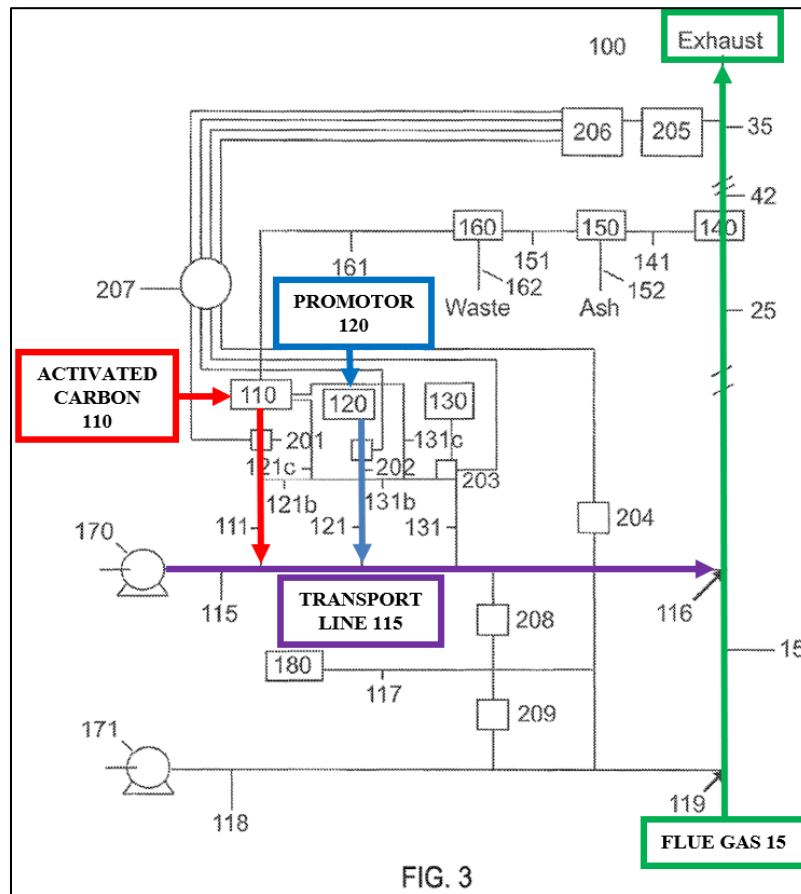 100
Exhaust
206
205
35
42
160
150
140
161
151
141
162
152
207
Waste
Ash
25
PROMOTOR
120
ACTIVATED
CARBON
110
110
120
130
201
131c
121c
202
203
121b
131b
204
111
121
131
170
115
TRANSPORT
LINE 115
208
116
180
15
117
209
171
118
119
FLUE GAS 15
FIG. 3